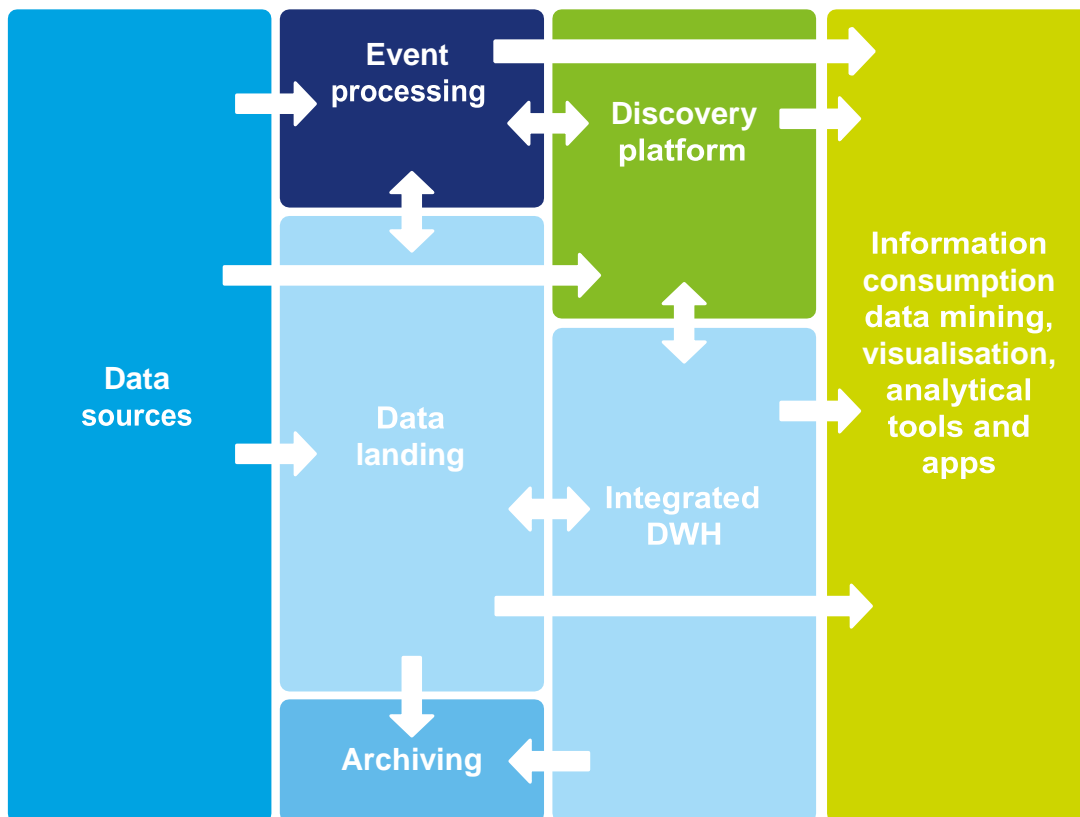 Event
processing
Discovery
platform
Data
sources
Data
landing
Integrated
DWH
Archiving
Information
consumption
data mining,
visualisation,
analytical
tools and
apps